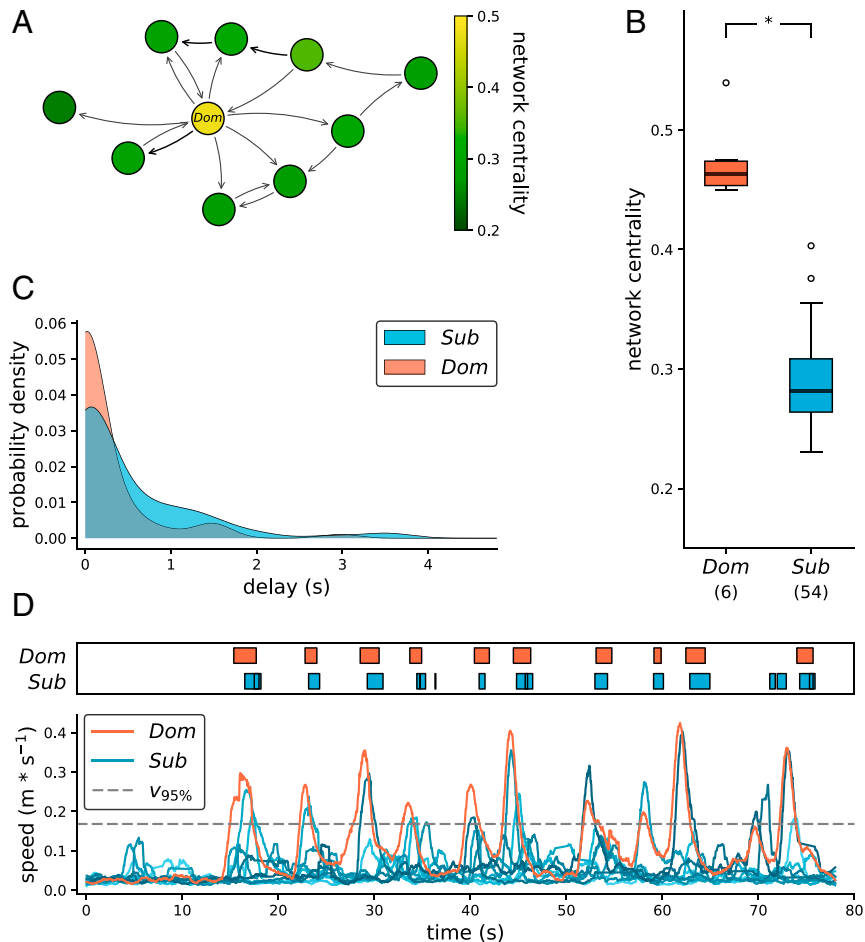 A
Dom
0.5
0.4
0.3
0.2
network centrality
B
*
0.5
0.4
0.3
0.2
network centrality
Dom
(6)
Sub
(54)
C
0.06
0.05
0.04
0.03
0.02
0.01
0.00
probability density
Sub
Dom
0 1 2 3 4
delay (s)
D
Dom
Sub
0.4
0.3
0.2
0.1
0.0
speed (m * s⁻¹)
Dom
Sub
v95%
0 10 20 30 40 50 60 70 80
time (s)